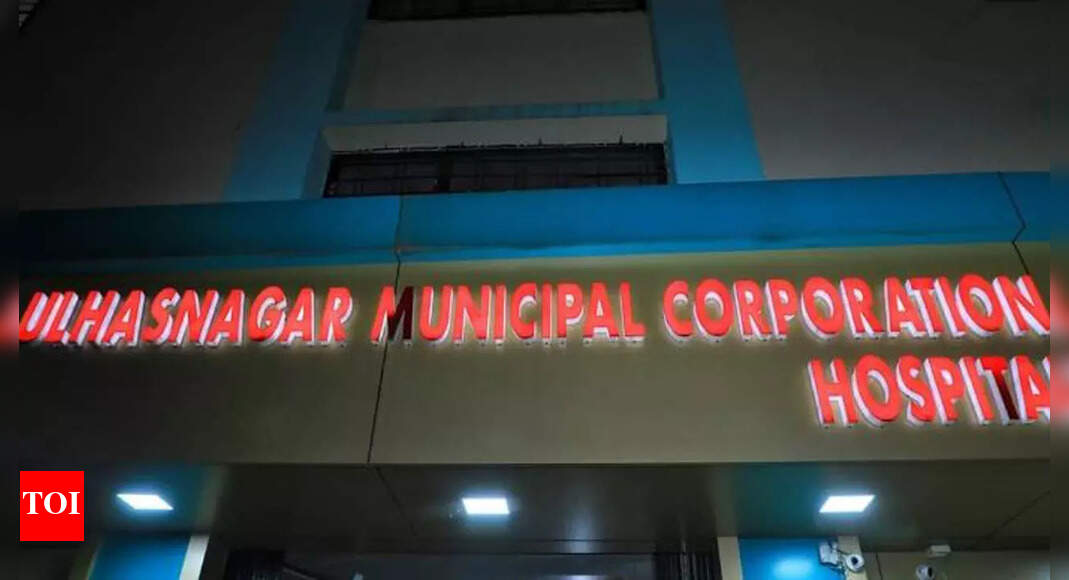 ULHASNAGAR MUNICIPAL CORPORATION
HOSPITA
TOI